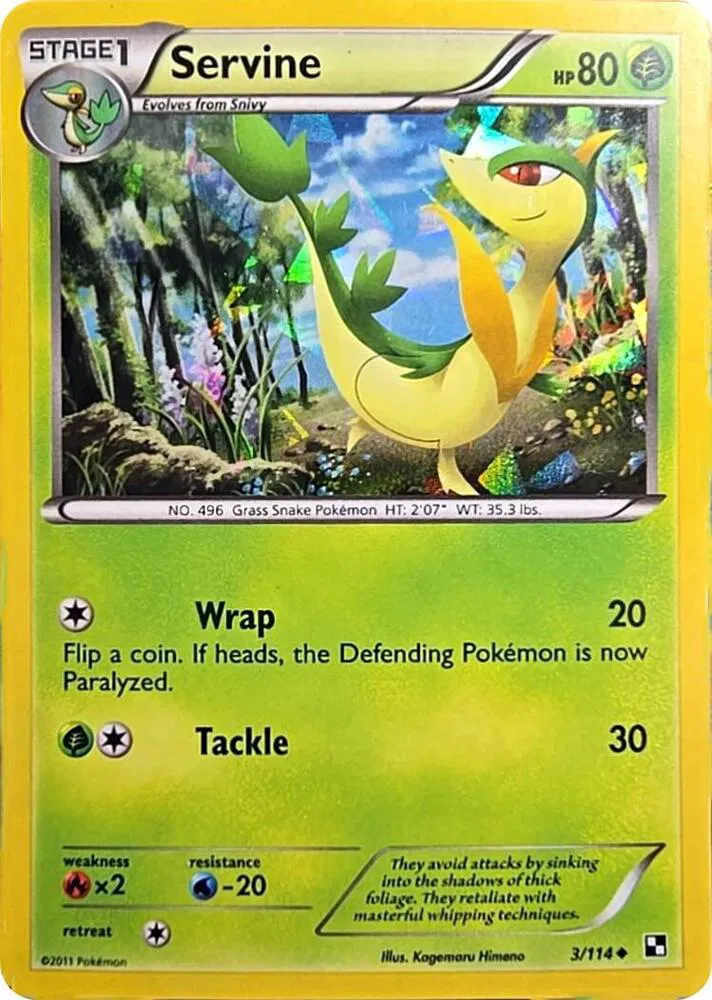 STAGE1
Servine
HP80
Evolves from Snivy
NO. 496 Grass Snake Pokémon HT: 2'07" WT: 35.3 lbs.
Wrap 20
Flip a coin. If heads, the Defending Pokémon is now
Paralyzed.
Tackle 30
weakness
×2
resistance
-20
retreat
They avoid attacks by sinking
into the shadows of thick
foliage. They retaliate with
masterful whipping techniques.
©2011 Pokémon
Illus. Kagemaru Himeno
3/114